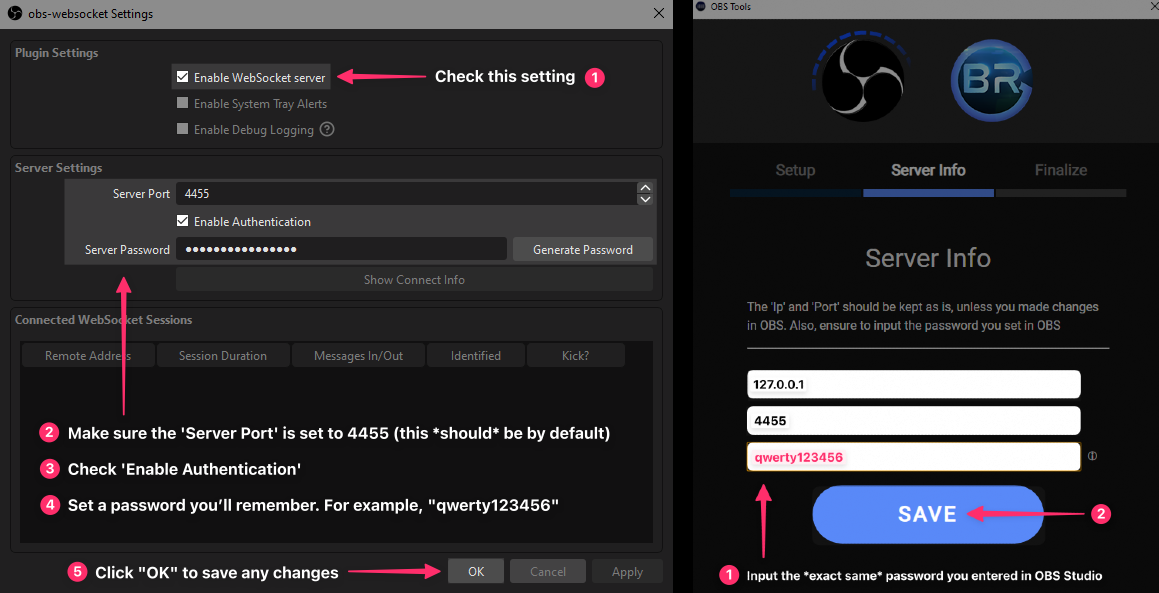 obs-websocket Settings
Plugin Settings
Enable WebSocket server
Check this setting 1
Enable System Tray Alerts
Enable Debug Logging ?
Server Settings
Server Port 4455
Enable Authentication
Server Password ●●●●●●●●●●●●●●●● Generate Password
Show Connect Info
Connected WebSocket Sessions
Remote Address Session Duration Messages In/Out Identified Kick?
2 Make sure the 'Server Port' is set to 4455 (this *should* be by default)
3 Check 'Enable Authentication'
4 Set a password you'll remember. For example, "qwerty123456"
5 Click "OK" to save any changes
OK Cancel Apply
OBS Tools
BR
Setup Server Info Finalize
Server Info
The 'Ip' and 'Port' should be kept as is, unless you made changes
in OBS. Also, ensure to input the password you set in OBS
127.0.0.1
4455
qwerty123456
SAVE 2
1 Input the *exact same* password you entered in OBS Studio